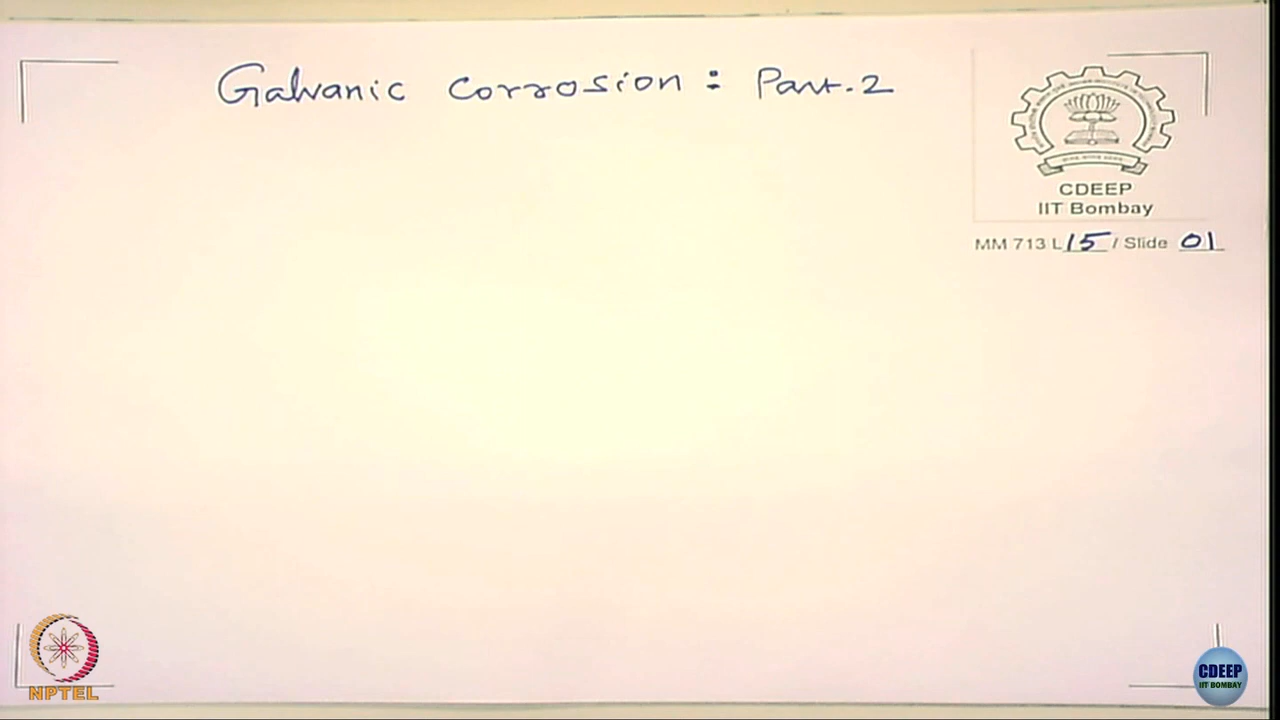 Galvanic corrosion : Part. 2
CDEEP
IIT Bombay
MM 713 L 15 / Slide 01
NPTEL
CDEEP
IIT BOMBAY